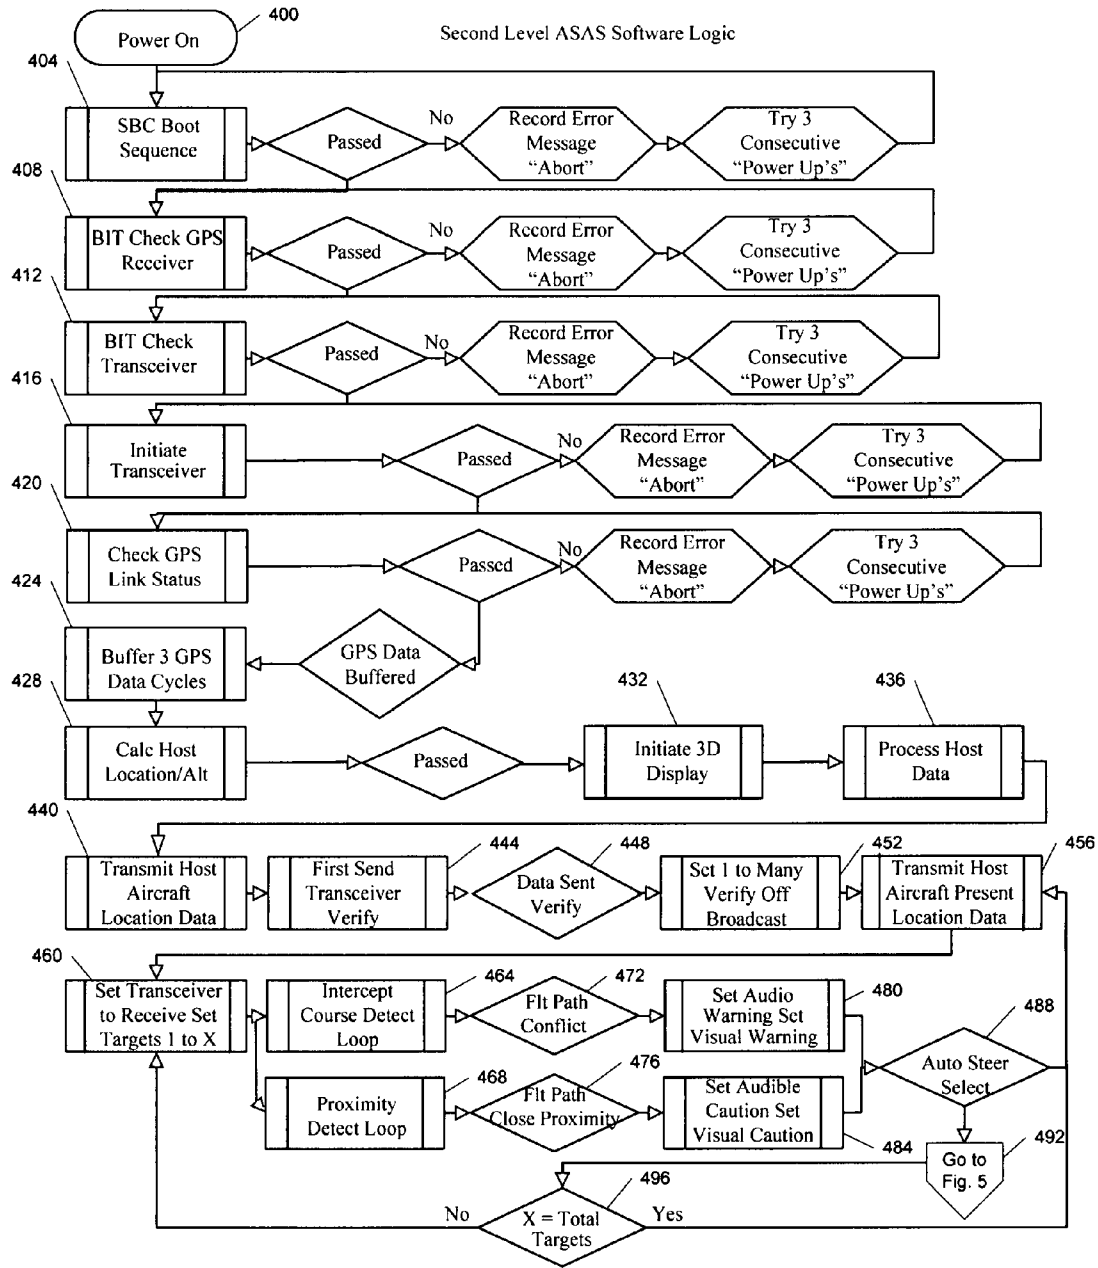 400
Power On
Second Level ASAS Software Logic
404
SBC Boot
Sequence
Passed
No
Record Error
Message
“Abort”
Try 3
Consecutive
“Power Up's”
408
BIT Check GPS
Receiver
Passed
No
Record Error
Message
“Abort”
Try 3
Consecutive
“Power Up's”
412
BIT Check
Transceiver
Passed
No
Record Error
Message
“Abort”
Try 3
Consecutive
“Power Up's”
416
Initiate
Transceiver
Passed
No
Record Error
Message
“Abort”
Try 3
Consecutive
“Power Up's”
420
Check GPS
Link Status
Passed
No
Record Error
Message
“Abort”
Try 3
Consecutive
“Power Up's”
424
Buffer 3 GPS
Data Cycles
GPS Data
Buffered
428
Calc Host
Location/Alt
Passed
432
Initiate 3D
Display
436
Process Host
Data
440
Transmit Host
Aircraft
Location Data
444
First Send
Transceiver
Verify
448
Data Sent
Verify
452
Set 1 to Many
Verify Off
Broadcast
456
Transmit Host
Aircraft Present
Location Data
460
Set Transceiver
to Receive Set
Targets 1 to X
464
Intercept
Course Detect
Loop
472
Flt Path
Conflict
480
Set Audio
Warning Set
Visual Warning
488
Auto Steer
Select
468
Proximity
Detect Loop
476
Flt Path
Close Proximity
Set Audible
Caution Set
Visual Caution
484
492
Go to
Fig. 5
496
No
X = Total
Targets
Yes